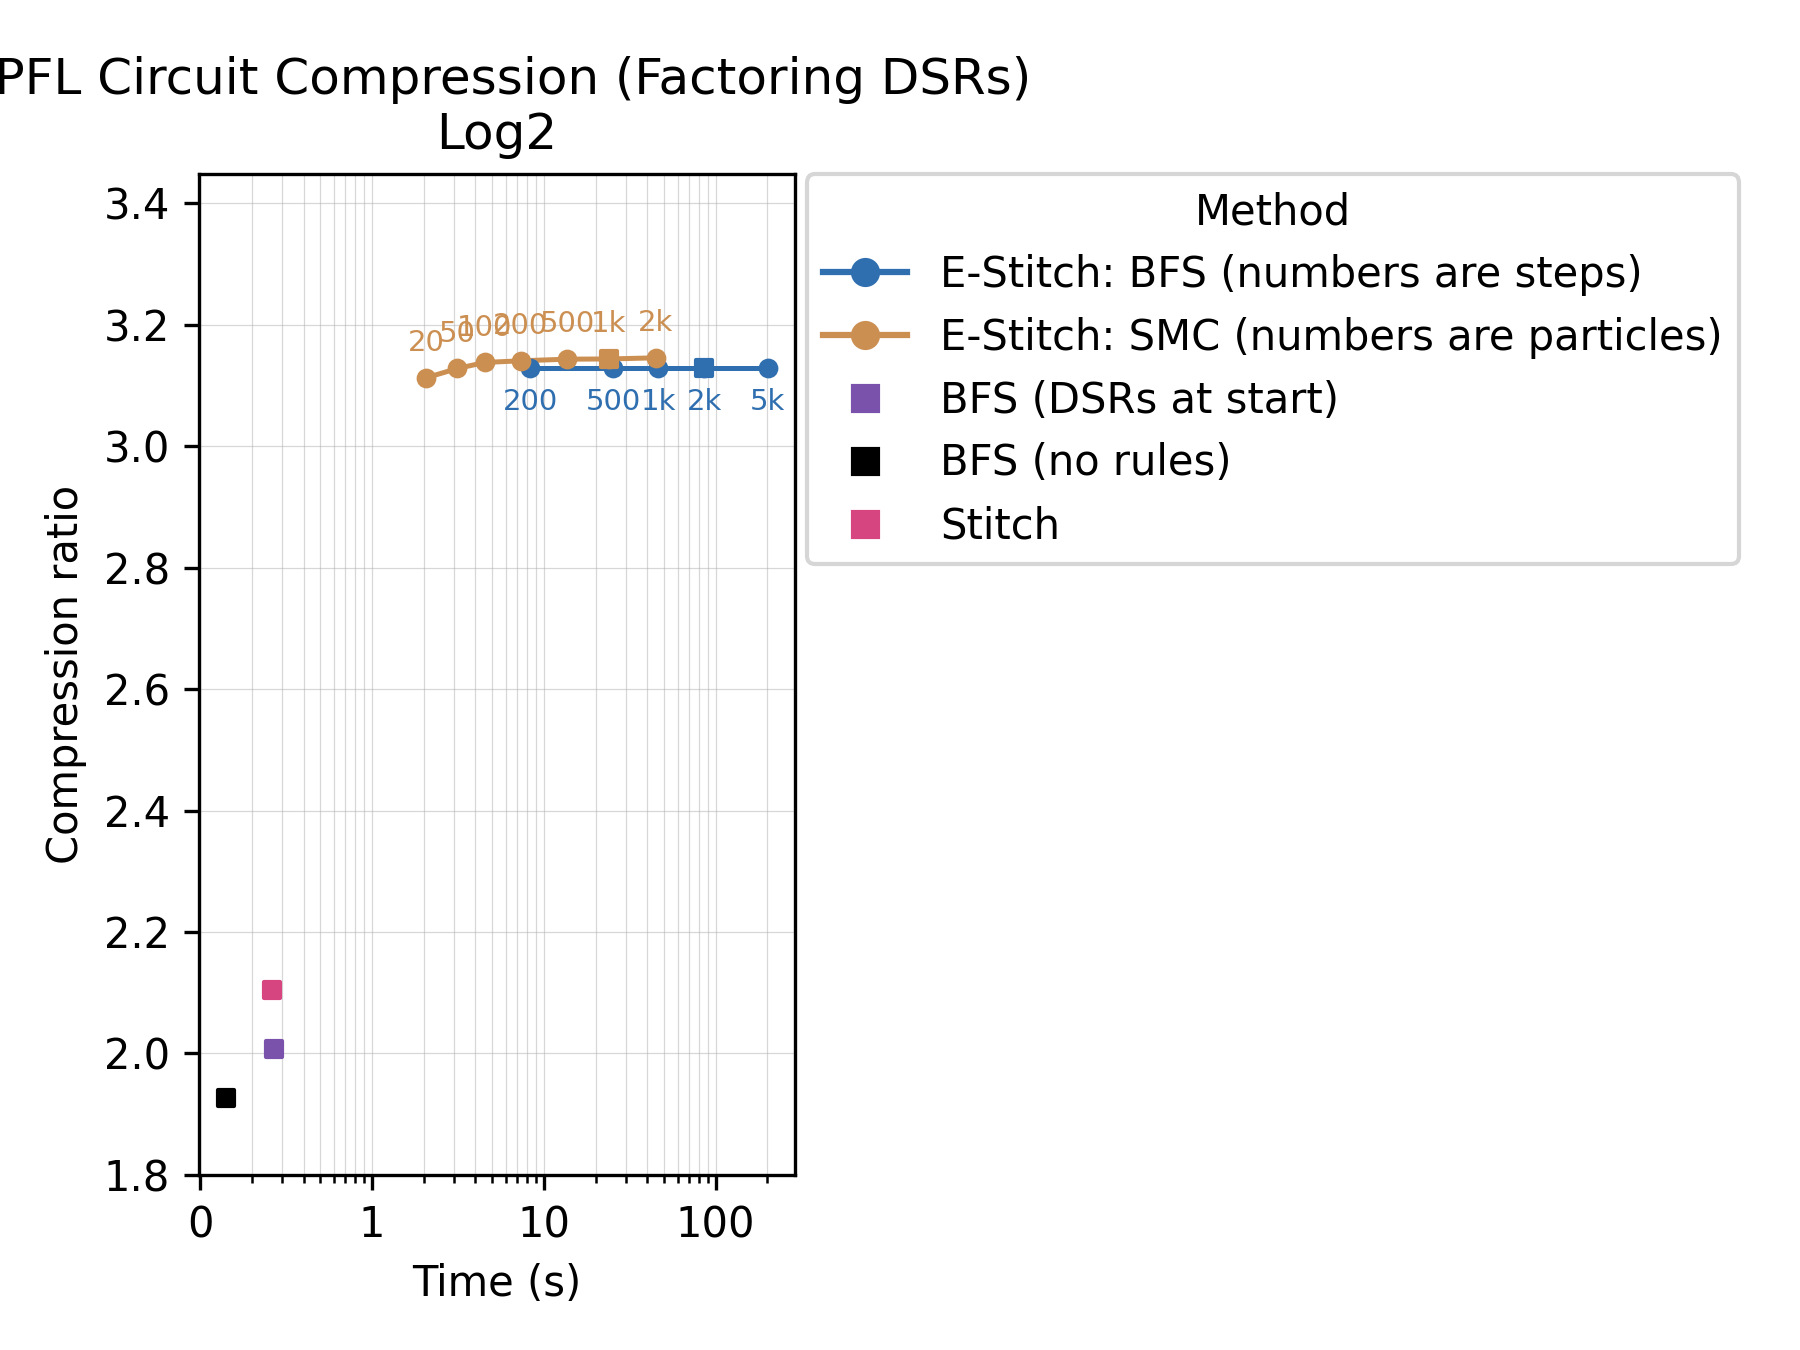 PFL Circuit Compression (Factoring DSRs)
Log2
Compression ratio
3.4
3.2
3.0
2.8
2.6
2.4
2.2
2.0
1.8
20
50
100
200
500
1k
2k
200
500
1k
2k
5k
0
1
10
100
Time (s)
Method
E-Stitch: BFS (numbers are steps)
E-Stitch: SMC (numbers are particles)
BFS (DSRs at start)
BFS (no rules)
Stitch